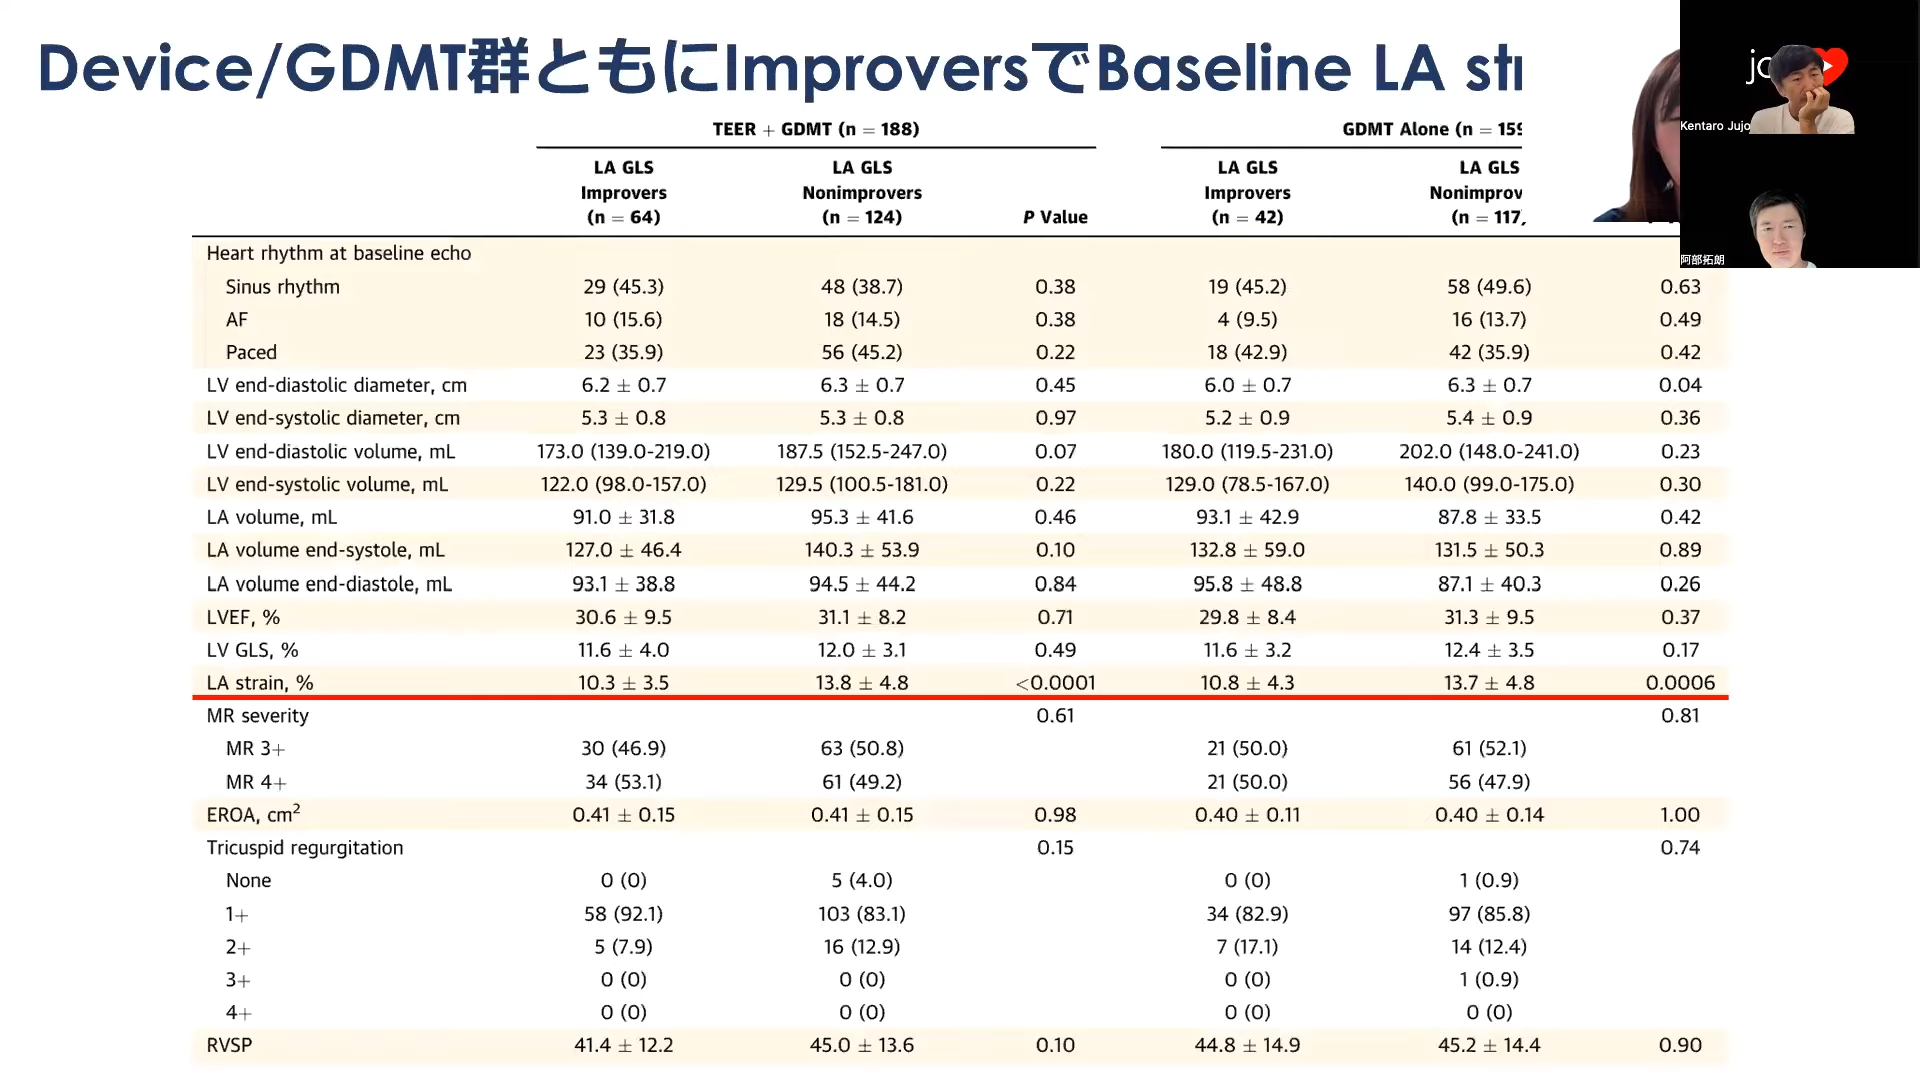 Device/GDMT群ともにImproversでBaseline LA
Kentaro Jujo
阿部拓朗
TEER + GDMT (n = 188) GDMT Alone (n = 159
LA GLS LA GLS LA GLS LA GLS
Improvers Nonimprovers Improvers Nonimprov
(n = 64) (n = 124) P Value (n = 42) (n = 117,
Heart rhythm at baseline echo
Sinus rhythm 29 (45.3) 48 (38.7) 0.38 19 (45.2) 58 (49.6) 0.63
AF 10 (15.6) 18 (14.5) 0.38 4 (9.5) 16 (13.7) 0.49
Paced 23 (35.9) 56 (45.2) 0.22 18 (42.9) 42 (35.9) 0.42
LV end-diastolic diameter, cm 6.2 ± 0.7 6.3 ± 0.7 0.45 6.0 ± 0.7 6.3 ± 0.7 0.04
LV end-systolic diameter, cm 5.3 ± 0.8 5.3 ± 0.8 0.97 5.2 ± 0.9 5.4 ± 0.9 0.36
LV end-diastolic volume, mL 173.0 (139.0-219.0) 187.5 (152.5-247.0) 0.07 180.0 (119.5-231.0) 202.0 (148.0-241.0) 0.23
LV end-systolic volume, mL 122.0 (98.0-157.0) 129.5 (100.5-181.0) 0.22 129.0 (78.5-167.0) 140.0 (99.0-175.0) 0.30
LA volume, mL 91.0 ± 31.8 95.3 ± 41.6 0.46 93.1 ± 42.9 87.8 ± 33.5 0.42
LA volume end-systole, mL 127.0 ± 46.4 140.3 ± 53.9 0.10 132.8 ± 59.0 131.5 ± 50.3 0.89
LA volume end-diastole, mL 93.1 ± 38.8 94.5 ± 44.2 0.84 95.8 ± 48.8 87.1 ± 40.3 0.26
LVEF, % 30.6 ± 9.5 31.1 ± 8.2 0.71 29.8 ± 8.4 31.3 ± 9.5 0.37
LV GLS, % 11.6 ± 4.0 12.0 ± 3.1 0.49 11.6 ± 3.2 12.4 ± 3.5 0.17
LA strain, % 10.3 ± 3.5 13.8 ± 4.8 <0.0001 10.8 ± 4.3 13.7 ± 4.8 0.0006
MR severity 0.61 0.81
MR 3+ 30 (46.9) 63 (50.8) 21 (50.0) 61 (52.1)
MR 4+ 34 (53.1) 61 (49.2) 21 (50.0) 56 (47.9)
EROA, cm² 0.41 ± 0.15 0.41 ± 0.15 0.98 0.40 ± 0.11 0.40 ± 0.14 1.00
Tricuspid regurgitation 0.15 0.74
None 0 (0) 5 (4.0) 0 (0) 1 (0.9)
1+ 58 (92.1) 103 (83.1) 34 (82.9) 97 (85.8)
2+ 5 (7.9) 16 (12.9) 7 (17.1) 14 (12.4)
3+ 0 (0) 0 (0) 0 (0) 1 (0.9)
4+ 0 (0) 0 (0) 0 (0) 0 (0)
RVSP 41.4 ± 12.2 45.0 ± 13.6 0.10 44.8 ± 14.9 45.2 ± 14.4 0.90